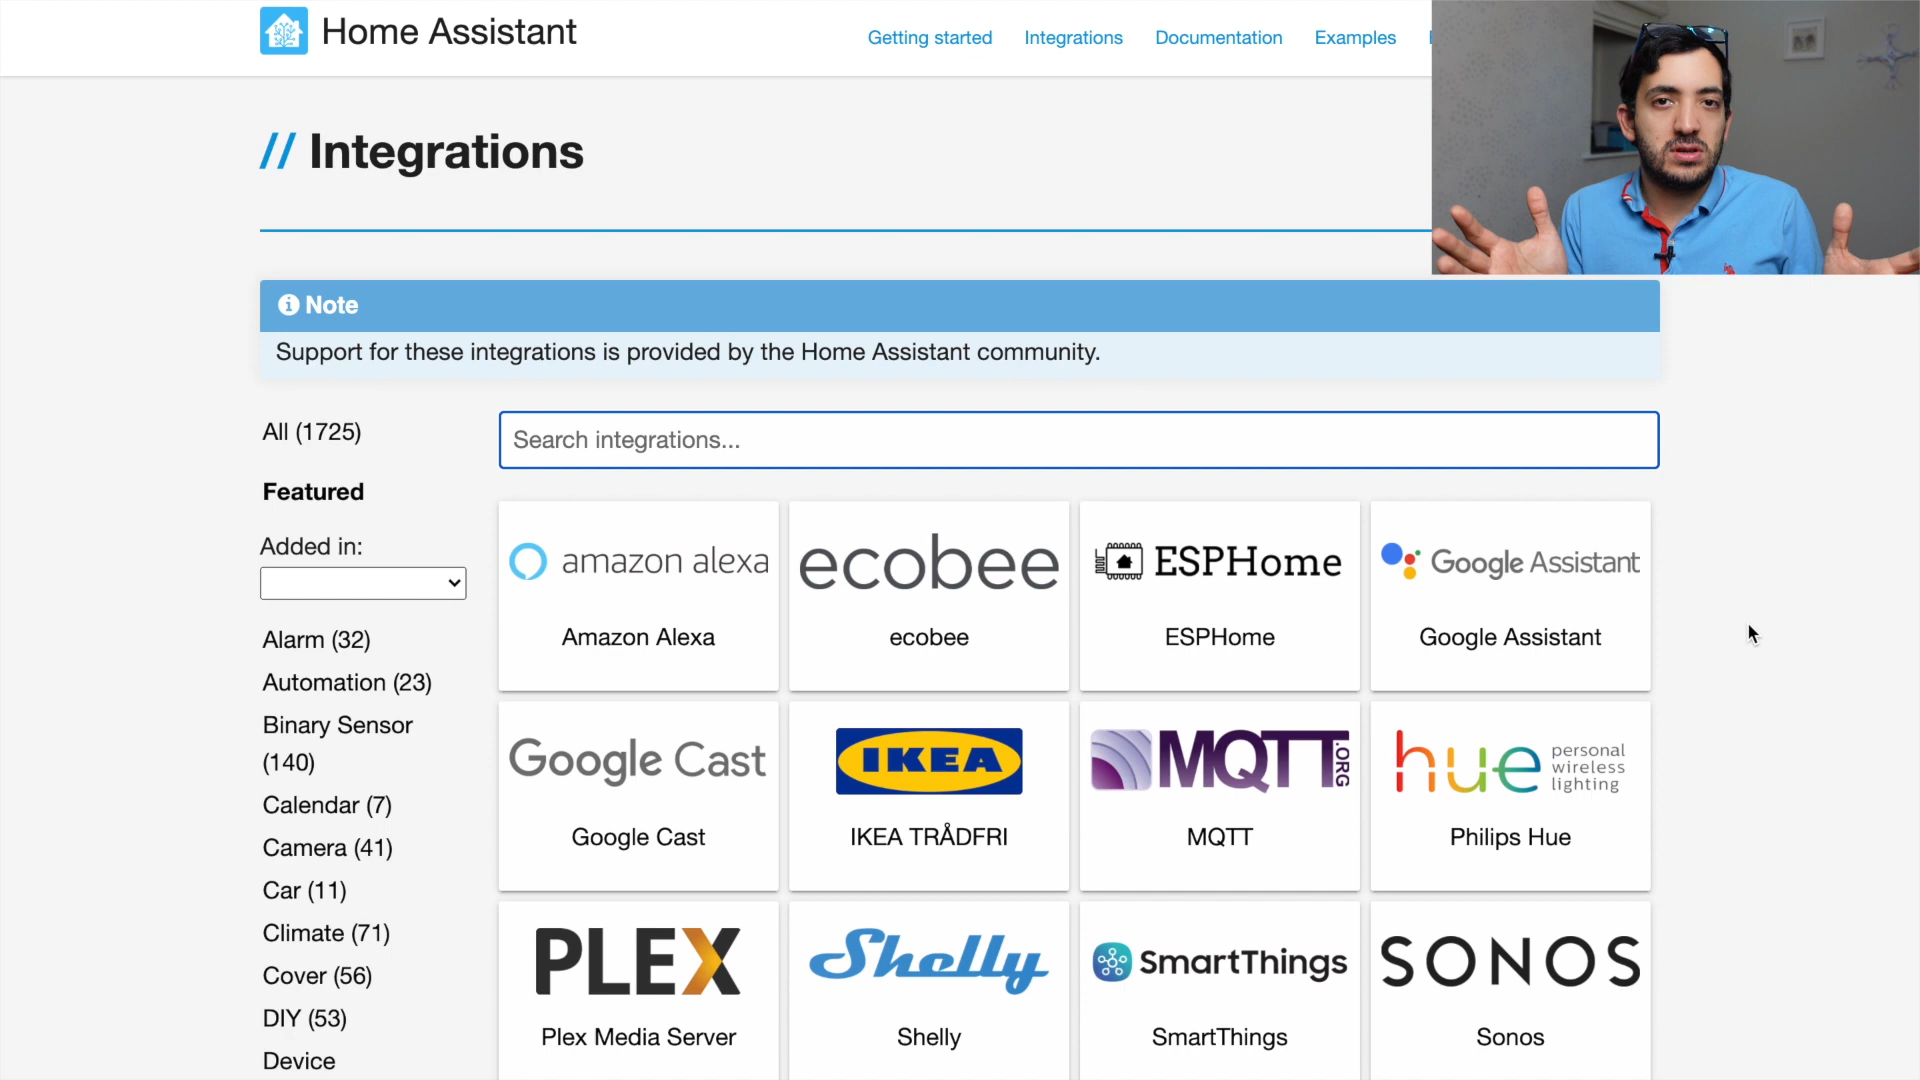 Home Assistant
Getting started Integrations Documentation Examples
// Integrations
Note
Support for these integrations is provided by the Home Assistant community.
All (1725)
Search integrations...
Featured
Added in:
Alarm (32)
Automation (23)
Binary Sensor
(140)
Calendar (7)
Camera (41)
Car (11)
Climate (71)
Cover (56)
DIY (53)
Device
amazon alexa
Amazon Alexa
ecobee
ecobee
ESPHome
ESPHome
Google Assistant
Google Assistant
Google Cast
Google Cast
IKEA
IKEA TRÅDFRI
MQTT.ORG
MQTT
hue personal
wireless
lighting
Philips Hue
PLEX
Plex Media Server
Shelly
Shelly
SmartThings
SmartThings
SONOS
Sonos